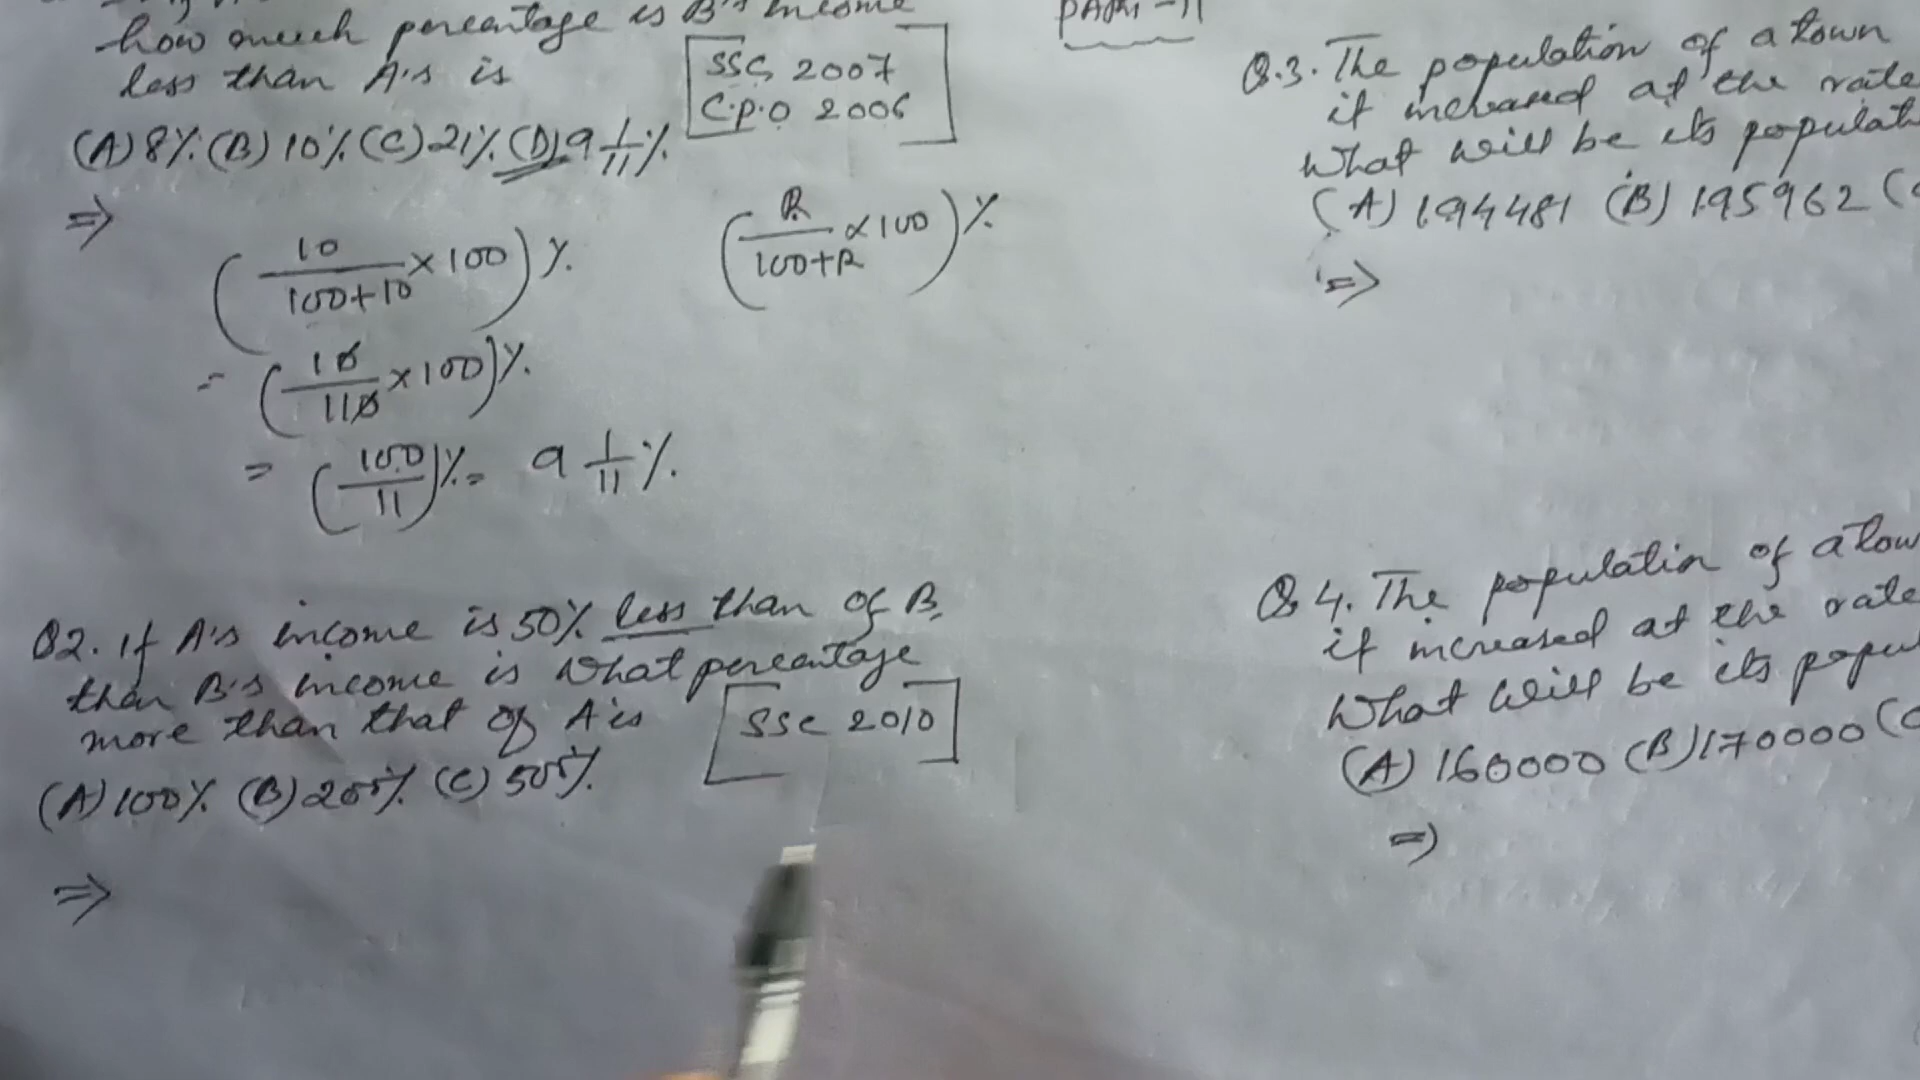 how much percentage is B's income
less than A's is
SSC, 2007
C.P.O 2006
(A) 8% (B) 10% (C) 21% (D) 9 1/11 %
⇒
(10/100+10 × 100) %
(R/100+R × 100) %
= (10/110 × 100) %
= (100/11) % = 9 1/11 %
Q2. If A's income is 50% less than of B,
than B's income is what percentage
more than that of A is
SSC 2010
(A) 100% (B) 200% (C) 50%
⇒
Q.3. The population of a town
if increased at the rate
What will be its populat
(A) 194481 (B) 195962 (
⇒
Q4. The population of a tow
if increased at the rate
What will be its popu
(A) 160000 (B) 170000 (C
⇒